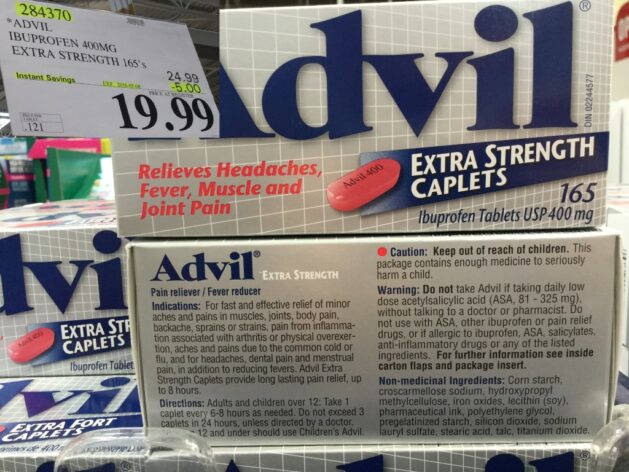 284370
*ADVIL
IBUPROFEN 400MG
EXTRA STRENGTH 165's
24.99
Instant Savings
-5.00
PRICE AT REGISTER
19.99
PRICE PER
TABLET
.121
Advil®
DIN 02244577
Relieves Headaches,
Fever, Muscle and
Joint Pain
Advil 400
EXTRA STRENGTH
CAPLETS
165
Ibuprofen Tablets USP 400 mg
Advil® EXTRA STRENGTH
Pain reliever / Fever reducer
Indications: For fast and effective relief of minor
aches and pains in muscles, joints, body pain,
backache, sprains or strains, pain from inflamma-
tion associated with arthritis or physical overexer-
tion, aches and pains due to the common cold or
flu, and for headaches, dental pain and menstrual
pain, in addition to reducing fevers. Advil Extra
Strength Caplets provide long lasting pain relief, up
to 8 hours.
Directions: Adults and children over 12: Take 1
caplet every 6-8 hours as needed. Do not exceed 3
caplets in 24 hours, unless directed by a doctor.
12 and under should use Children's Advil.
Caution: Keep out of reach of children. This
package contains enough medicine to seriously
harm a child.
Warning: Do not take Advil if taking daily low
dose acetylsalicylic acid (ASA, 81 - 325 mg),
without talking to a doctor or pharmacist. Do
not use with ASA, other ibuprofen or pain relief
drugs, or if allergic to ibuprofen, ASA, salicylates,
anti-inflammatory drugs or any of the listed
ingredients. For further information see inside
carton flaps and package insert.
Non-medicinal Ingredients: Corn starch,
croscarmellose sodium, hydroxypropyl
methylcellulose, iron oxides, lecithin (soy),
pharmaceutical ink, polyethylene glycol,
pregelatinized starch, silicon dioxide, sodium
lauryl sulfate, stearic acid, talc, titanium dioxide.
dvil
Advil 400
EXTRA STR
CAPLETS
Ibuprofen Tablet
EXTRA FORT
CAPLETS